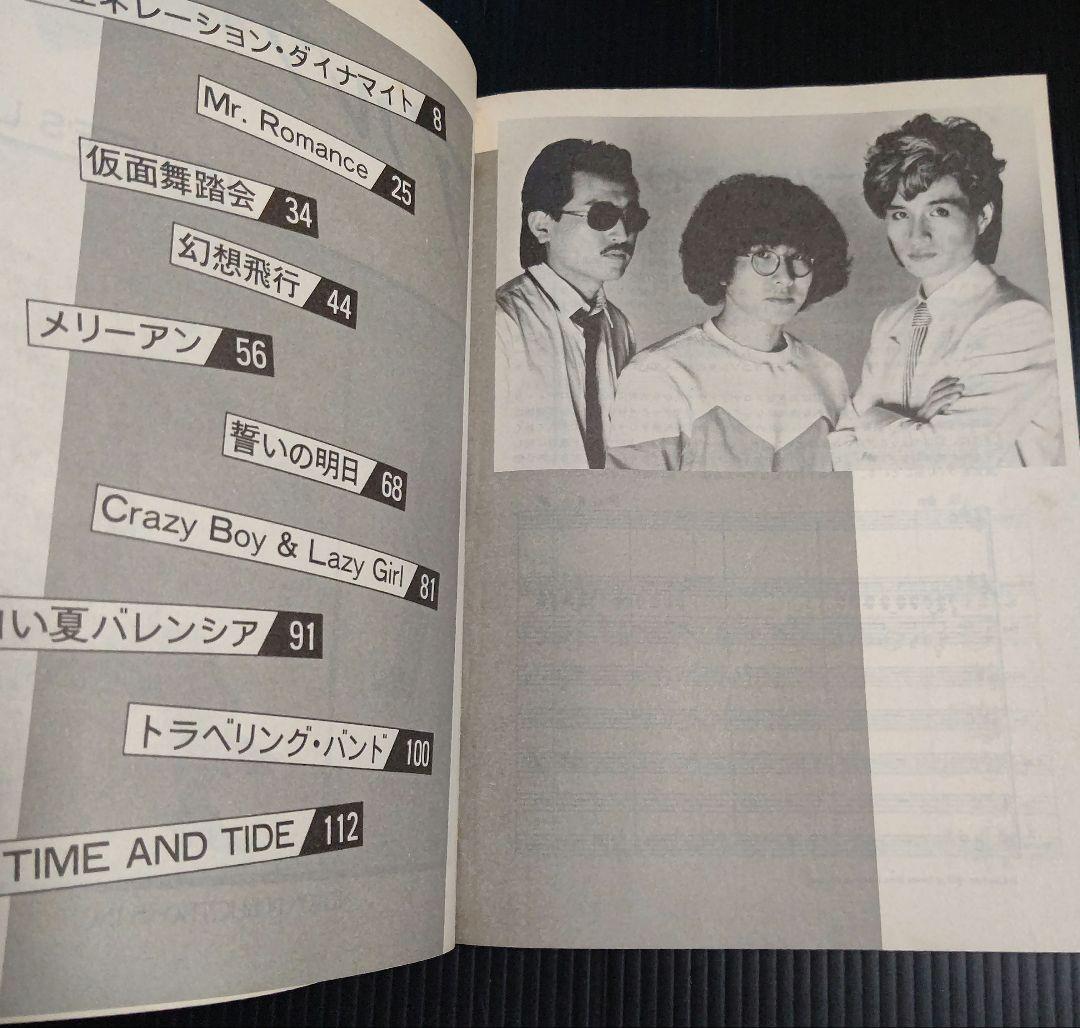 ェネレーション・ダイナマイト 8
Mr. Romance 25
仮面舞踏会 34
幻想飛行 44
メリーアン 56
誓いの明日 68
Crazy Boy & Lazy Girl 81
い夏バレンシア 91
トラベリング・バンド 100
TIME AND TIDE 112